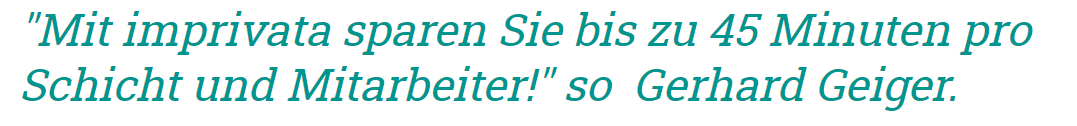 "Mit imprivata sparen Sie bis zu 45 Minuten pro
Schicht und Mitarbeiter!" so  Gerhard Geiger.